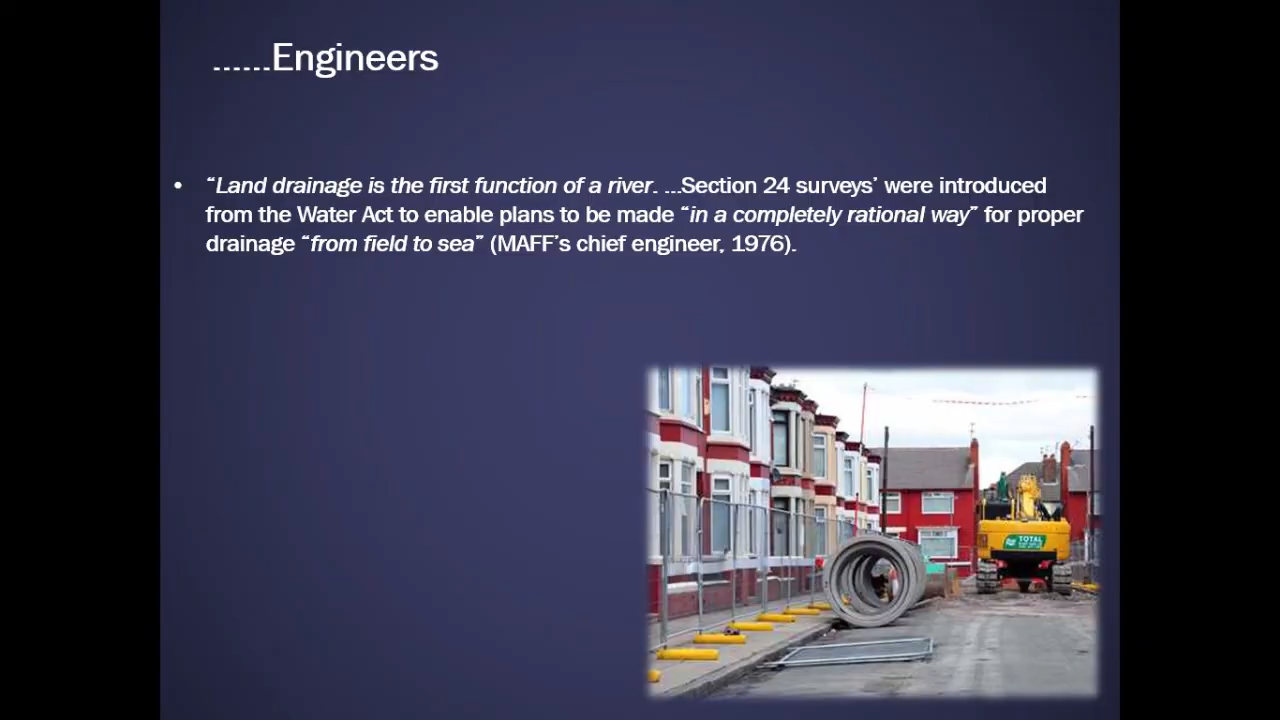 ......Engineers
• “Land drainage is the first function of a river. ...Section 24 surveys’ were introduced
from the Water Act to enable plans to be made “in a completely rational way” for proper
drainage “from field to sea” (MAFF’s chief engineer, 1976).
TOTAL